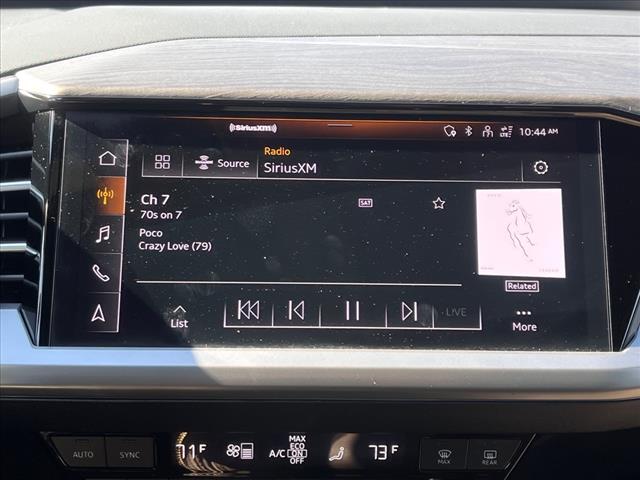 ((SiriusXM))
10:44 AM
Source
Radio
SiriusXM
Ch 7
SAT
70s on 7
Poco
Crazy Love (79)
Related
List
LIVE
More
AUTO
SYNC
71 F
A/C
MAX
ECO
ON
OFF
73 F
MAX
REAR